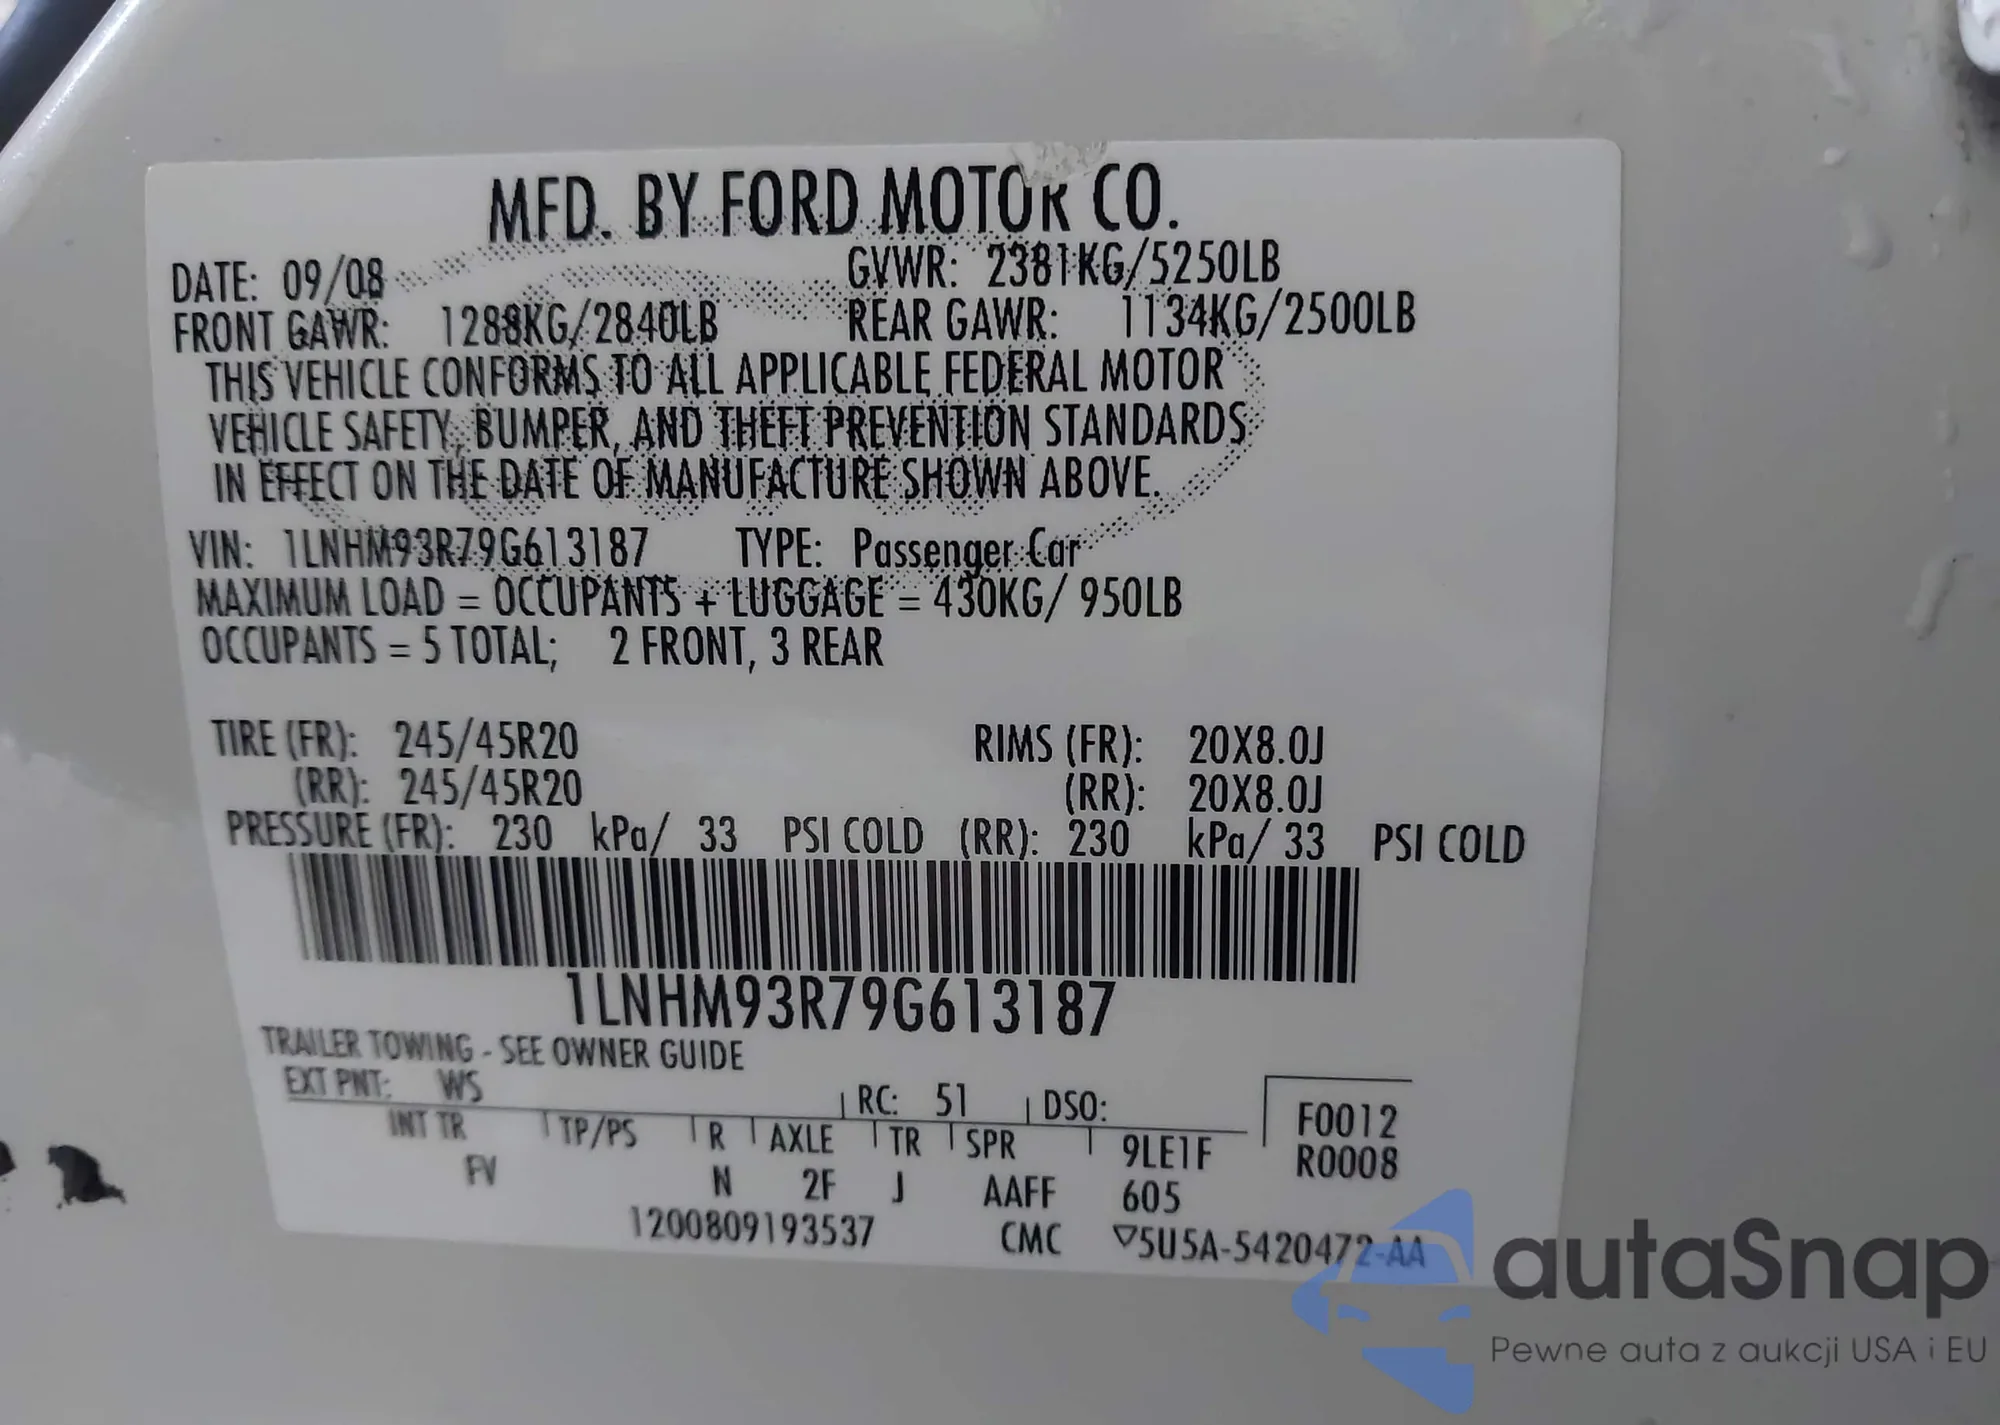 MFD. BY FORD MOTOR CO.
DATE: 09/08 GVWR: 2381KG/5250LB
FRONT GAWR: 1288KG/2840LB REAR GAWR: 1134KG/2500LB
THIS VEHICLE CONFORMS TO ALL APPLICABLE FEDERAL MOTOR
VEHICLE SAFETY, BUMPER, AND THEFT PREVENTION STANDARDS
IN EFFECT ON THE DATE OF MANUFACTURE SHOWN ABOVE.
VIN: 1LNHM93R79G613187 TYPE: Passenger Car
MAXIMUM LOAD = OCCUPANTS + LUGGAGE = 430KG/ 950LB
OCCUPANTS = 5 TOTAL; 2 FRONT, 3 REAR
TIRE (FR): 245/45R20 RIMS (FR): 20X8.0J
(RR): 245/45R20 (RR): 20X8.0J
PRESSURE (FR): 230 kPa/ 33 PSI COLD (RR): 230 kPa/ 33 PSI COLD
1LNHM93R79G613187
TRAILER TOWING - SEE OWNER GUIDE
EXT PNT: WS RC: 51 DSO: F0012
INT TR TP/PS R AXLE TR SPR 9LE1F R0008
FV N 2F J AAFF 605
1200809193537 CMC ▽5U5A-5420472-AA
autaSnap
Pewne auta z aukcji USA i EU